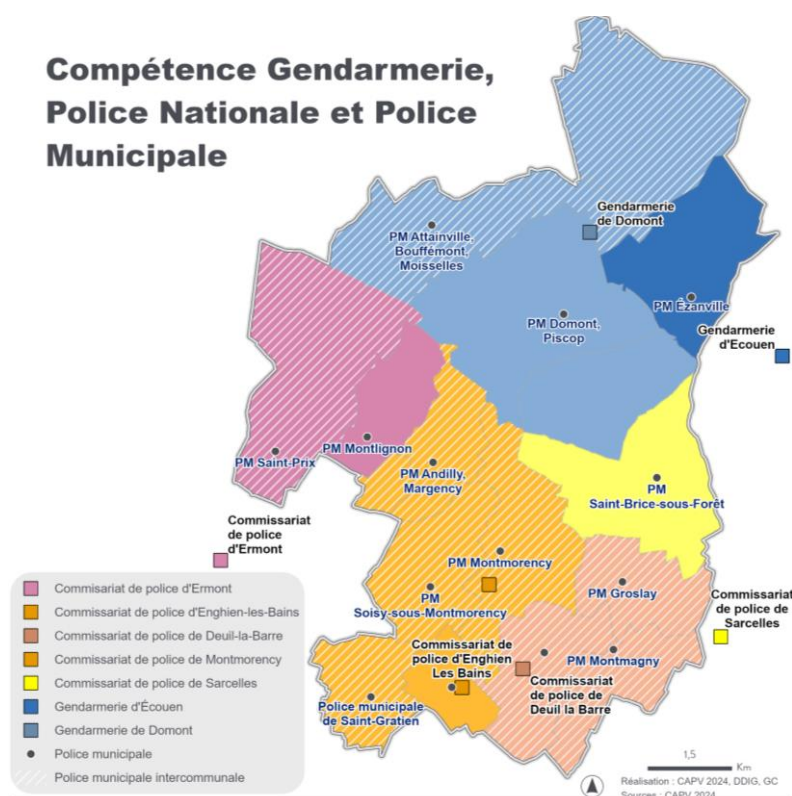 Compétence Gendarmerie,
Police Nationale et Police
Municipale
Gendarmerie
de Domont
PM Attainville,
Bouffémont,
Moisselles
PM Ézanville
PM Domont,
Piscop
Gendarmerie
d'Ecouen
PM Montlignon
PM Saint-Prix
PM Andilly,
Margency
PM
Saint-Brice-sous-Forêt
Commissariat
de police
d'Ermont
PM Montmorency
PM Groslay
PM
Soisy-sous-Montmorency
Commissariat
de police de
Sarcelles
Commissariat de
police d'Enghien
Les Bains
PM Montmagny
Commissariat
de police de
Deuil la Barre
Police municipale
de Saint-Gratien
Commissariat de police d'Ermont
Commissariat de police d'Enghien-les-Bains
Commissariat de police de Deuil-la-Barre
Commissariat de police de Montmorency
Commissariat de police de Sarcelles
Gendarmerie d'Écouen
Gendarmerie de Domont
Police municipale
Police municipale intercommunale
1,5
Km
Réalisation : CAPV 2024, DDIG, GC
Sources : CAPV 2024